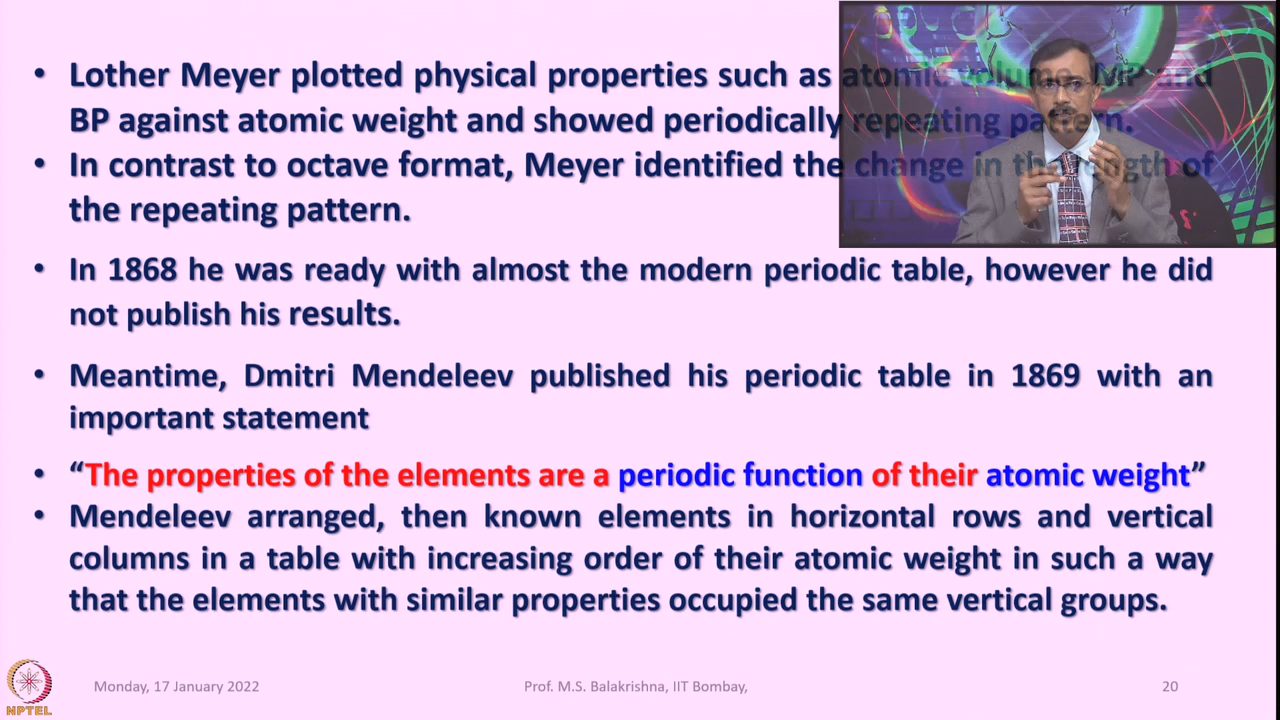 • Lother Meyer plotted physical properties such as atomic volume, MP and
BP against atomic weight and showed periodically repeating pattern.
• In contrast to octave format, Meyer identified the change in the length of
the repeating pattern.
• In 1868 he was ready with almost the modern periodic table, however he did
not publish his results.
• Meantime, Dmitri Mendeleev published his periodic table in 1869 with an
important statement
• “The properties of the elements are a periodic function of their atomic weight”
• Mendeleev arranged, then known elements in horizontal rows and vertical
columns in a table with increasing order of their atomic weight in such a way
that the elements with similar properties occupied the same vertical groups.
NPTEL
Monday, 17 January 2022
Prof. M.S. Balakrishna, IIT Bombay,
20